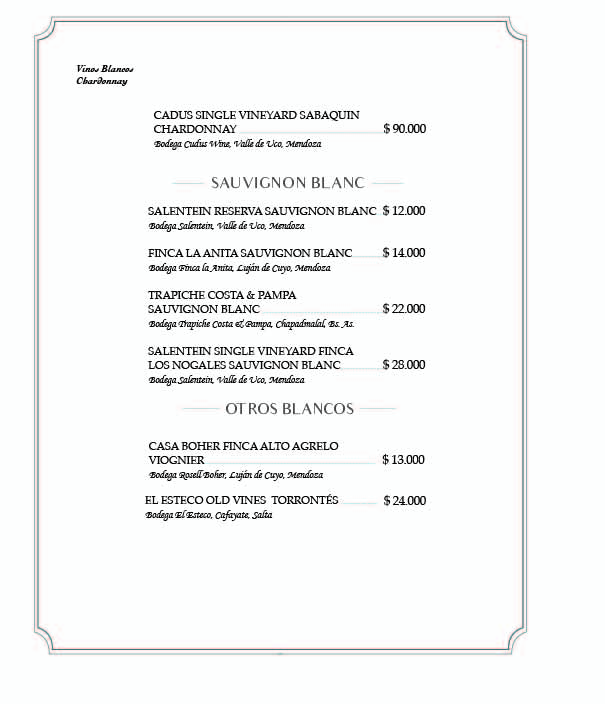 Vinos Blancos
Chardonnay
CADUS SINGLE VINEYARD SABAQUIN
CHARDONNAY $ 90.000
Bodega Cudus Wine, Valle de Uco, Mendoza
SAUVIGNON BLANC
SALENTEIN RESERVA SAUVIGNON BLANC $ 12.000
Bodega Salentein, Valle de Uco, Mendoza
FINCA LA ANITA SAUVIGNON BLANC $ 14.000
Bodega Finca la Anita, Luján de Cuyo, Mendoza
TRAPICHE COSTA & PAMPA
SAUVIGNON BLANC $ 22.000
Bodega Trapiche Costa & Pampa, Chapadmalal, Bs. As.
SALENTEIN SINGLE VINEYARD FINCA
LOS NOGALES SAUVIGNON BLANC $ 28.000
Bodega Salentein, Valle de Uco, Mendoza
OTROS BLANCOS
CASA BOHER FINCA ALTO AGRELO
VIOGNIER $ 13.000
Bodega Rosell Boher, Luján de Cuyo, Mendoza
EL ESTECO OLD VINES TORRONTÉS $ 24.000
Bodega El Esteco, Cafayate, Salta